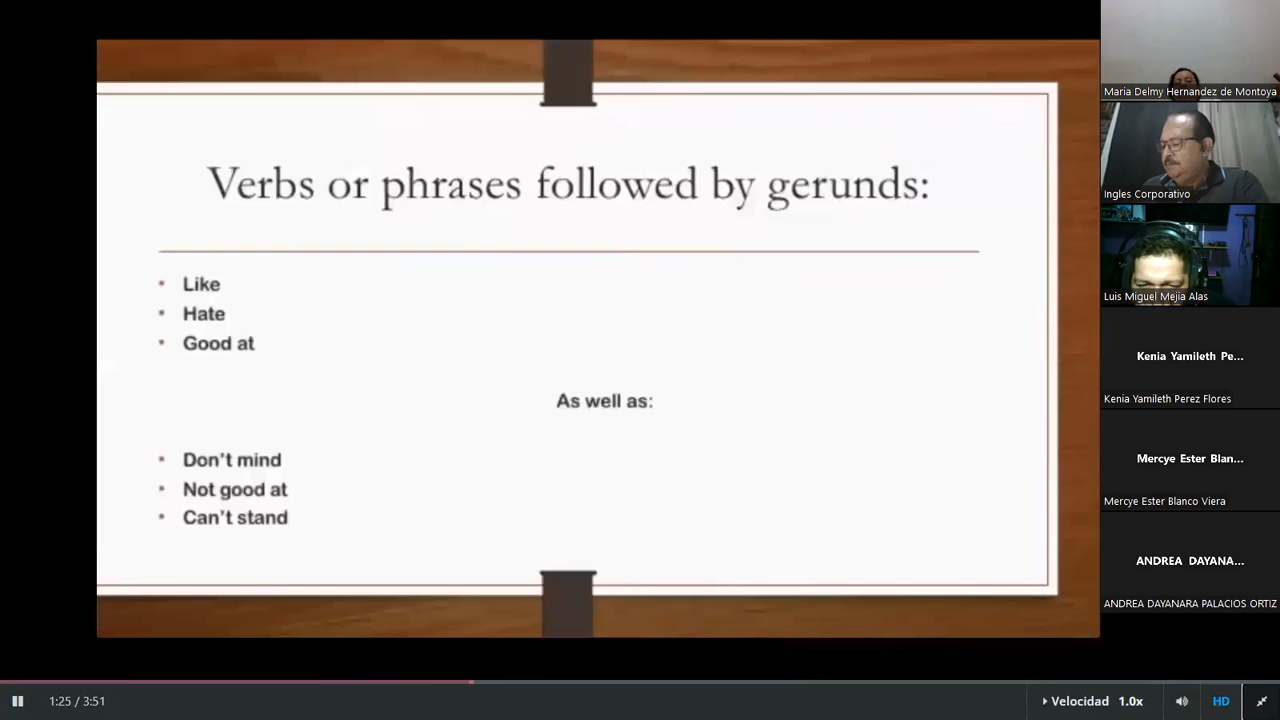 Verbs or phrases followed by gerunds:
• Like
• Hate
• Good at
As well as:
• Don't mind
• Not good at
• Can't stand
Maria Delmy Hernandez de Montoya
Ingles Corporativo
Luis Miguel Mejia Alas
Kenia Yamileth Pe...
Kenia Yamileth Perez Flores
Mercye Ester Blan...
Mercye Ester Blanco Viera
ANDREA DAYANA...
ANDREA DAYANARA PALACIOS ORTIZ
1:25 / 3:51
Velocidad 1.0x
HD